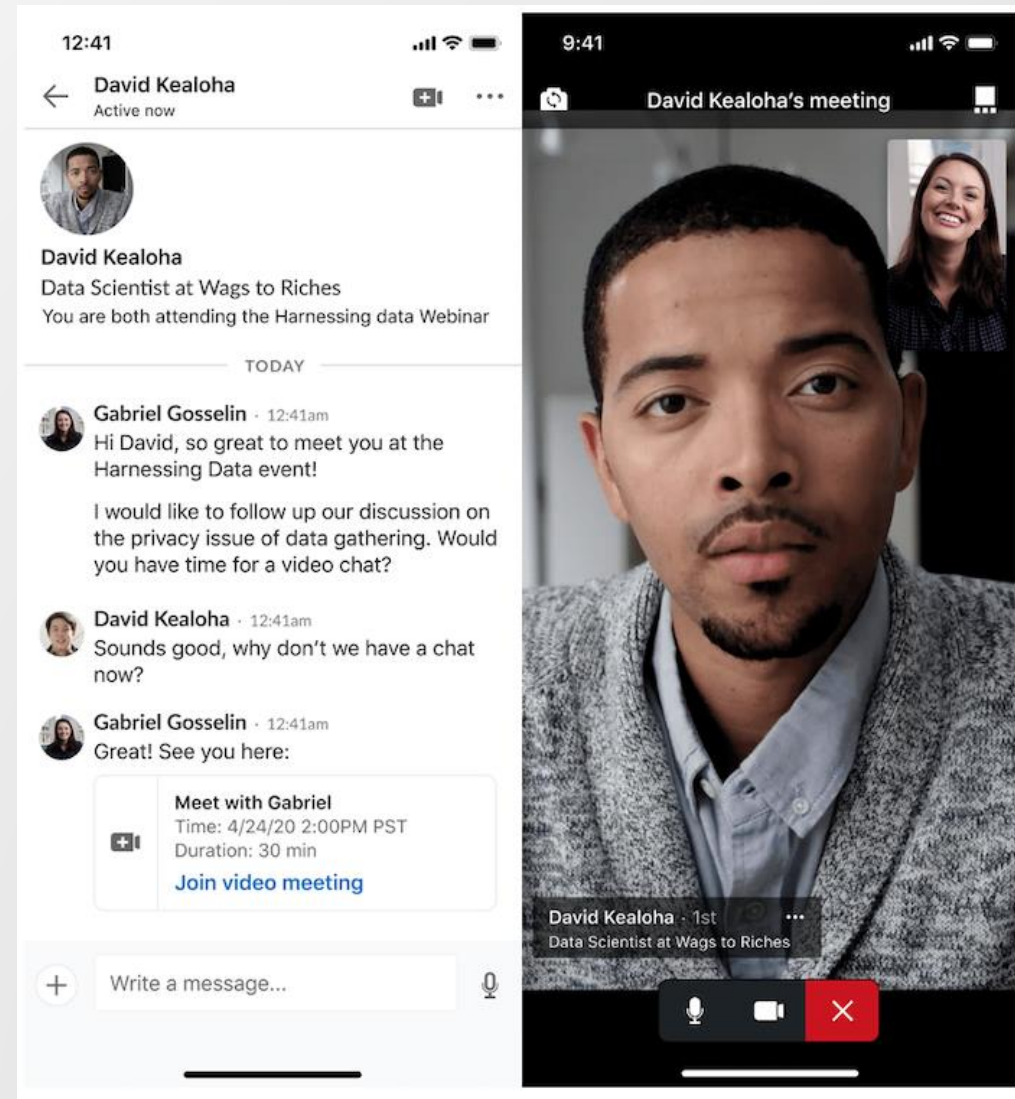 12:41
David Kealoha
Active now
David Kealoha
Data Scientist at Wags to Riches
You are both attending the Harnessing data Webinar
TODAY
Gabriel Gosselin · 12:41am
Hi David, so great to meet you at the
Harnessing Data event!
I would like to follow up our discussion on
the privacy issue of data gathering. Would
you have time for a video chat?
David Kealoha · 12:41am
Sounds good, why don't we have a chat
now?
Gabriel Gosselin · 12:41am
Great! See you here:
Meet with Gabriel
Time: 4/24/20 2:00PM PST
Duration: 30 min
Join video meeting
Write a message...
9:41
David Kealoha's meeting
David Kealoha · 1st
Data Scientist at Wags to Riches